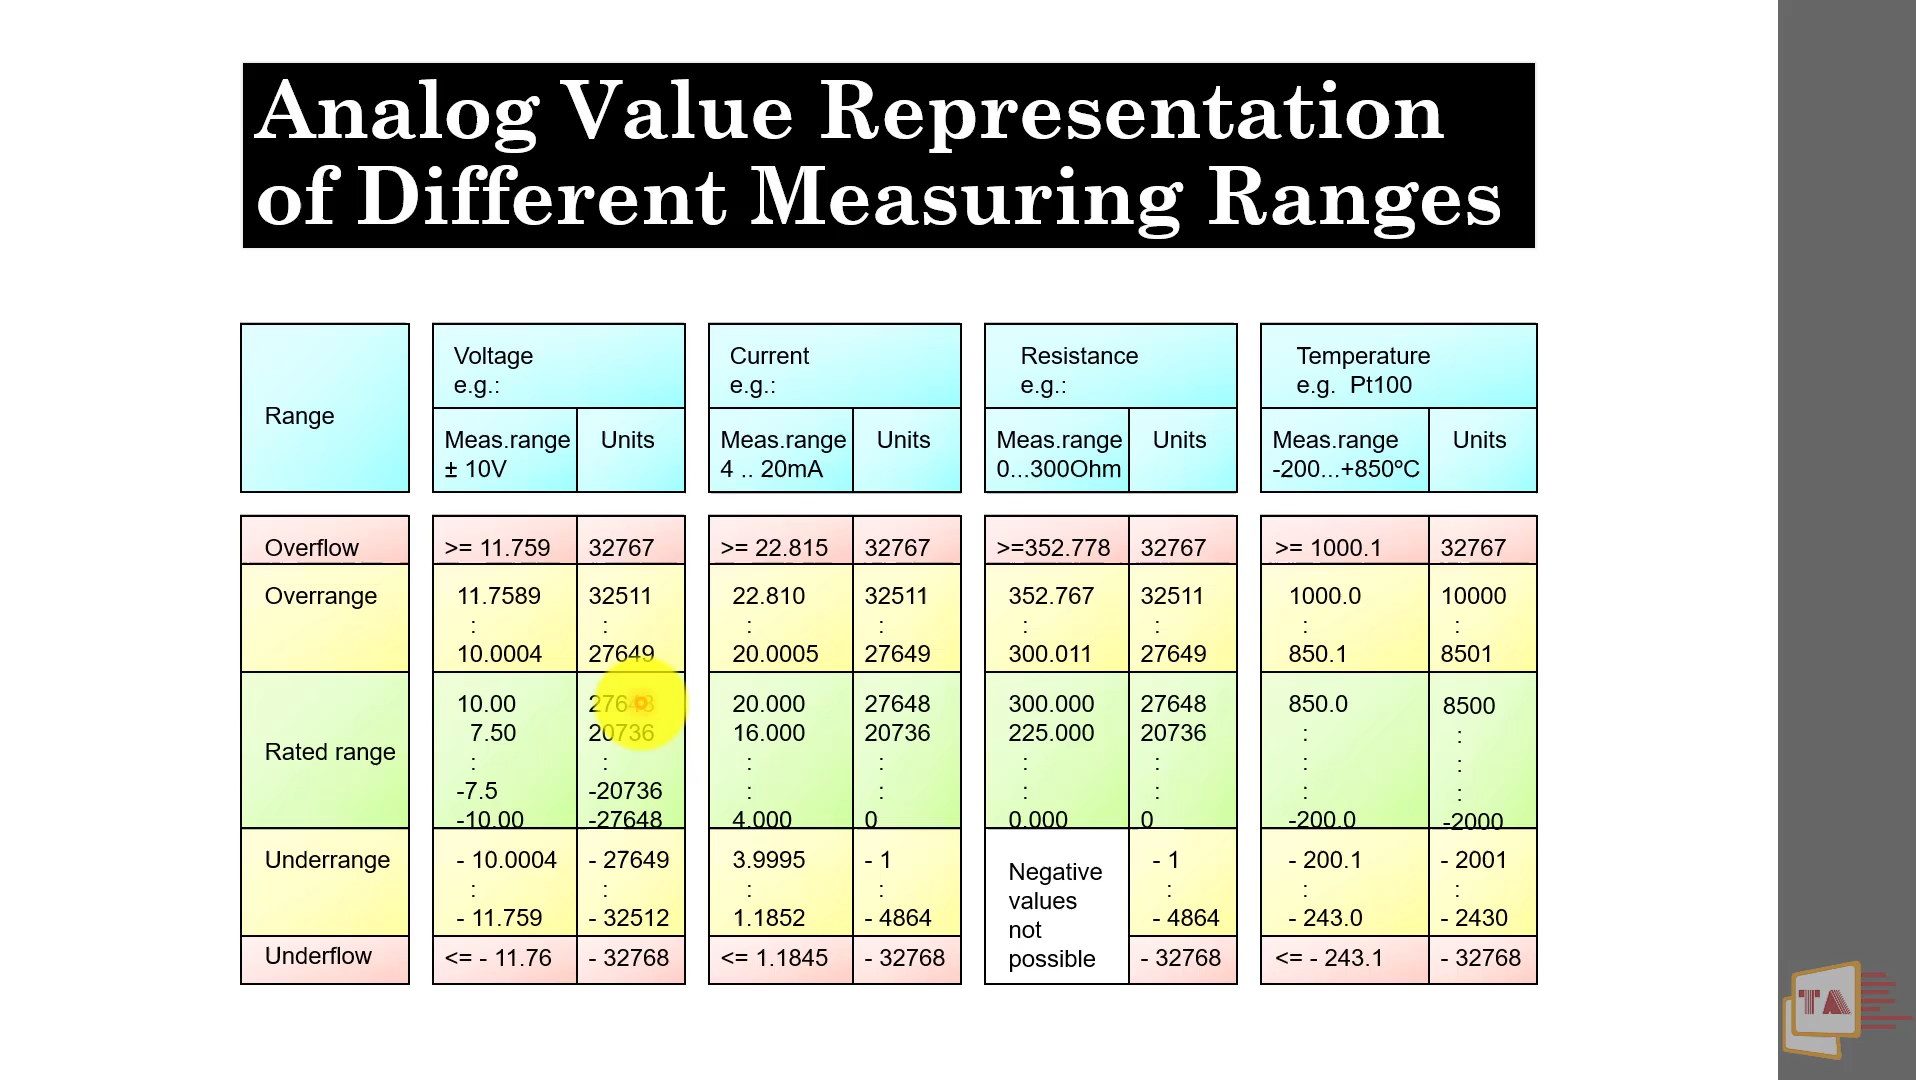 Analog Value Representation
of Different Measuring Ranges
Range
Voltage
e.g.:
Meas.range
± 10V
Units
Current
e.g.:
Meas.range
4 .. 20mA
Units
Resistance
e.g.:
Meas.range
0...300Ohm
Units
Temperature
e.g. Pt100
Meas.range
-200...+850ºC
Units
Overflow >= 11.759 32767 >= 22.815 32767 >=352.778 32767 >= 1000.1 32767
Overrange 11.7589 32511 22.810 32511 352.767 32511 1000.0 10000
: : : : : : : :
10.0004 27649 20.0005 27649 300.011 27649 850.1 8501
10.00 27648 20.000 27648 300.000 27648 850.0 8500
7.50 20736 16.000 20736 225.000 20736 : :
Rated range : : : : : : : :
-7.5 -20736 : : : : : :
-10.00 -27648 4.000 0 0.000 0 -200.0 -2000
Underrange - 10.0004 - 27649 3.9995 - 1 - 1 - 200.1 - 2001
: : : : : : :
- 11.759 - 32512 1.1852 - 4864 - 4864 - 243.0 - 2430
Negative
values
not
possible
Underflow <= - 11.76 - 32768 <= 1.1845 - 32768 - 32768 <= - 243.1 - 32768
TA